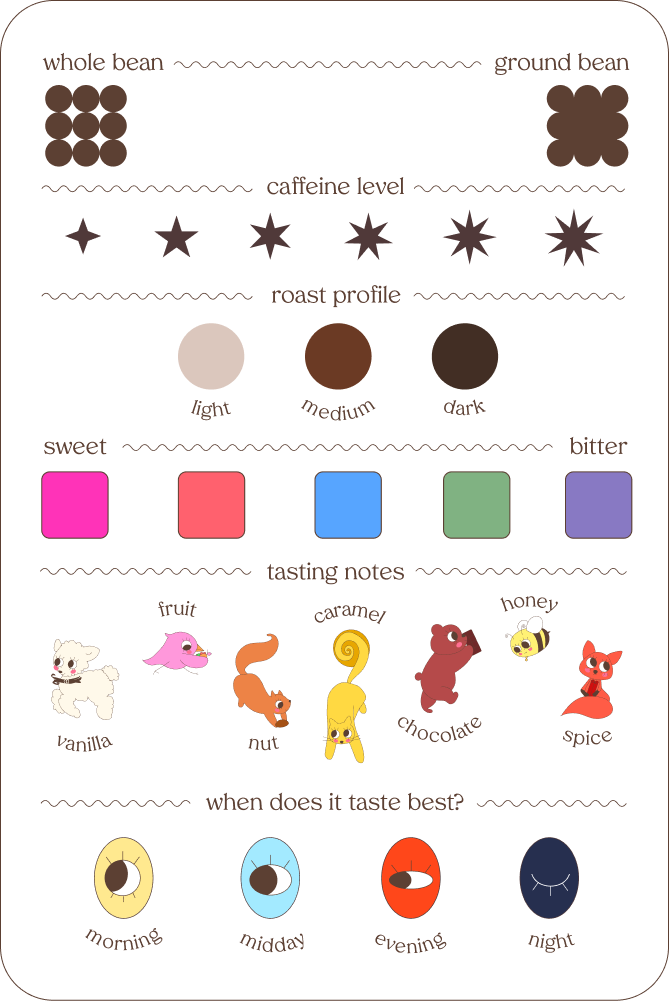 whole bean
ground bean
caffeine level
roast profile
light
medium
dark
sweet
bitter
tasting notes
fruit
caramel
honey
vanilla
nut
chocolate
spice
when does it taste best?
morning
midday
evening
night